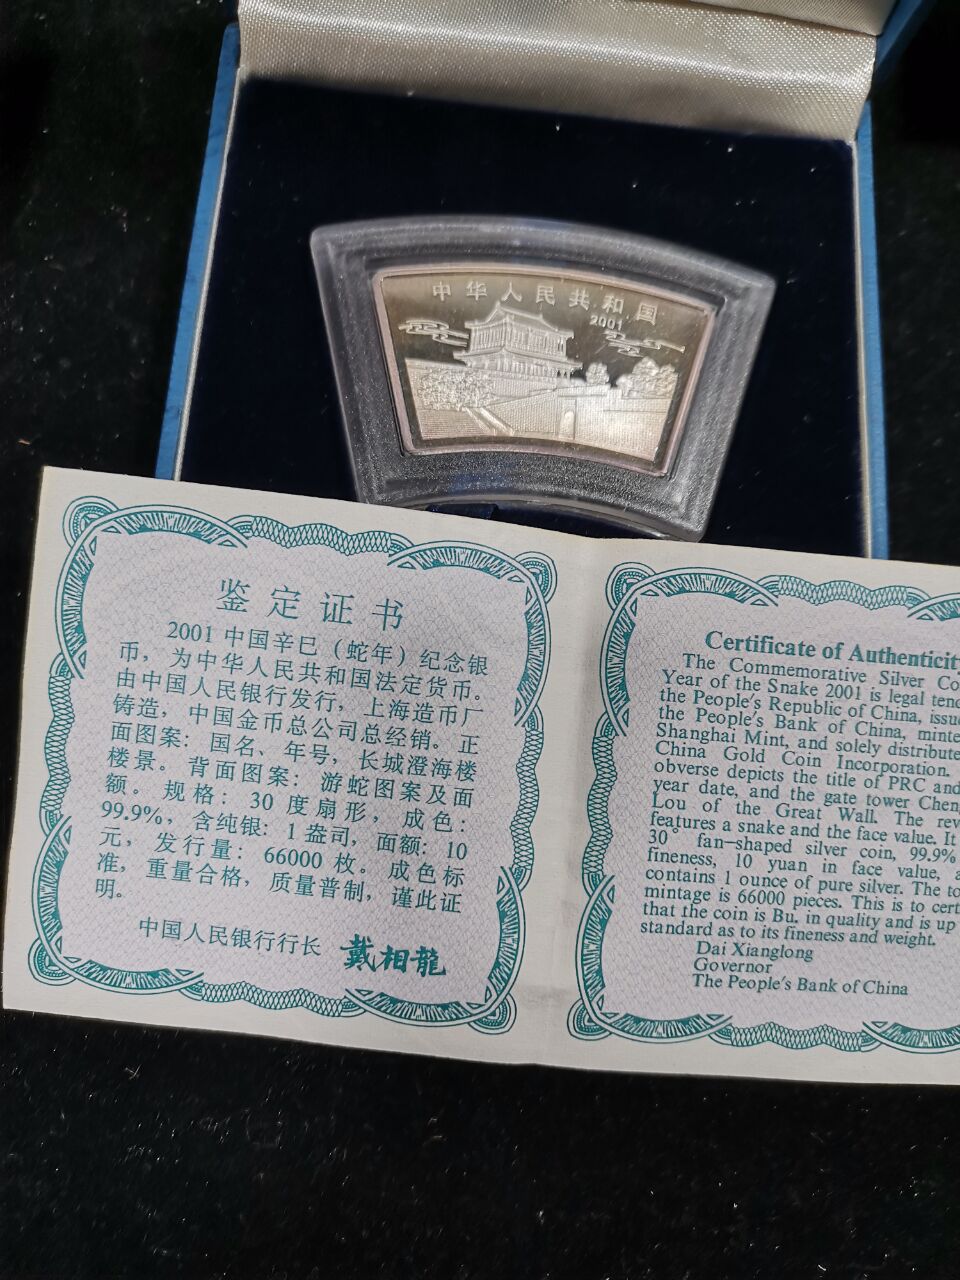 中华人民共和国
2001
鉴定证书
2001 中国辛巳（蛇年）纪念银
币，为中华人民共和国法定货币。
由中国人民银行发行，上海造币厂
铸造，中国金币总公司总经销。正
面图案：国名、年号，长城澄海楼
楼景。背面图案：游蛇图案及面
额。规格：30 度扇形，成色：
99.9%，含纯银：1 盎司，面额：10
元，发行量：66000 枚。成色标
准，重量合格，质量普制，谨此证
明。
中国人民银行行长 戴相龍
Certificate of Authenticity
The Commemorative Silver Co
Year of the Snake 2001 is legal tend
the People's Republic of China, issue
the People's Bank of China, minte
Shanghai Mint, and solely distribute
China Gold Coin Incorporation.
obverse depicts the title of PRC and
year date, and the gate tower Cheng
Lou of the Great Wall. The rev
features a snake and the face value. It
30° fan-shaped silver coin, 99.9%
fineness, 10 yuan in face value, a
contains 1 ounce of pure silver. The to
mintage is 66000 pieces. This is to cert
that the coin is Bu. in quality and is up
standard as to its fineness and weight.
Dai Xianglong
Governor
The People's Bank of China